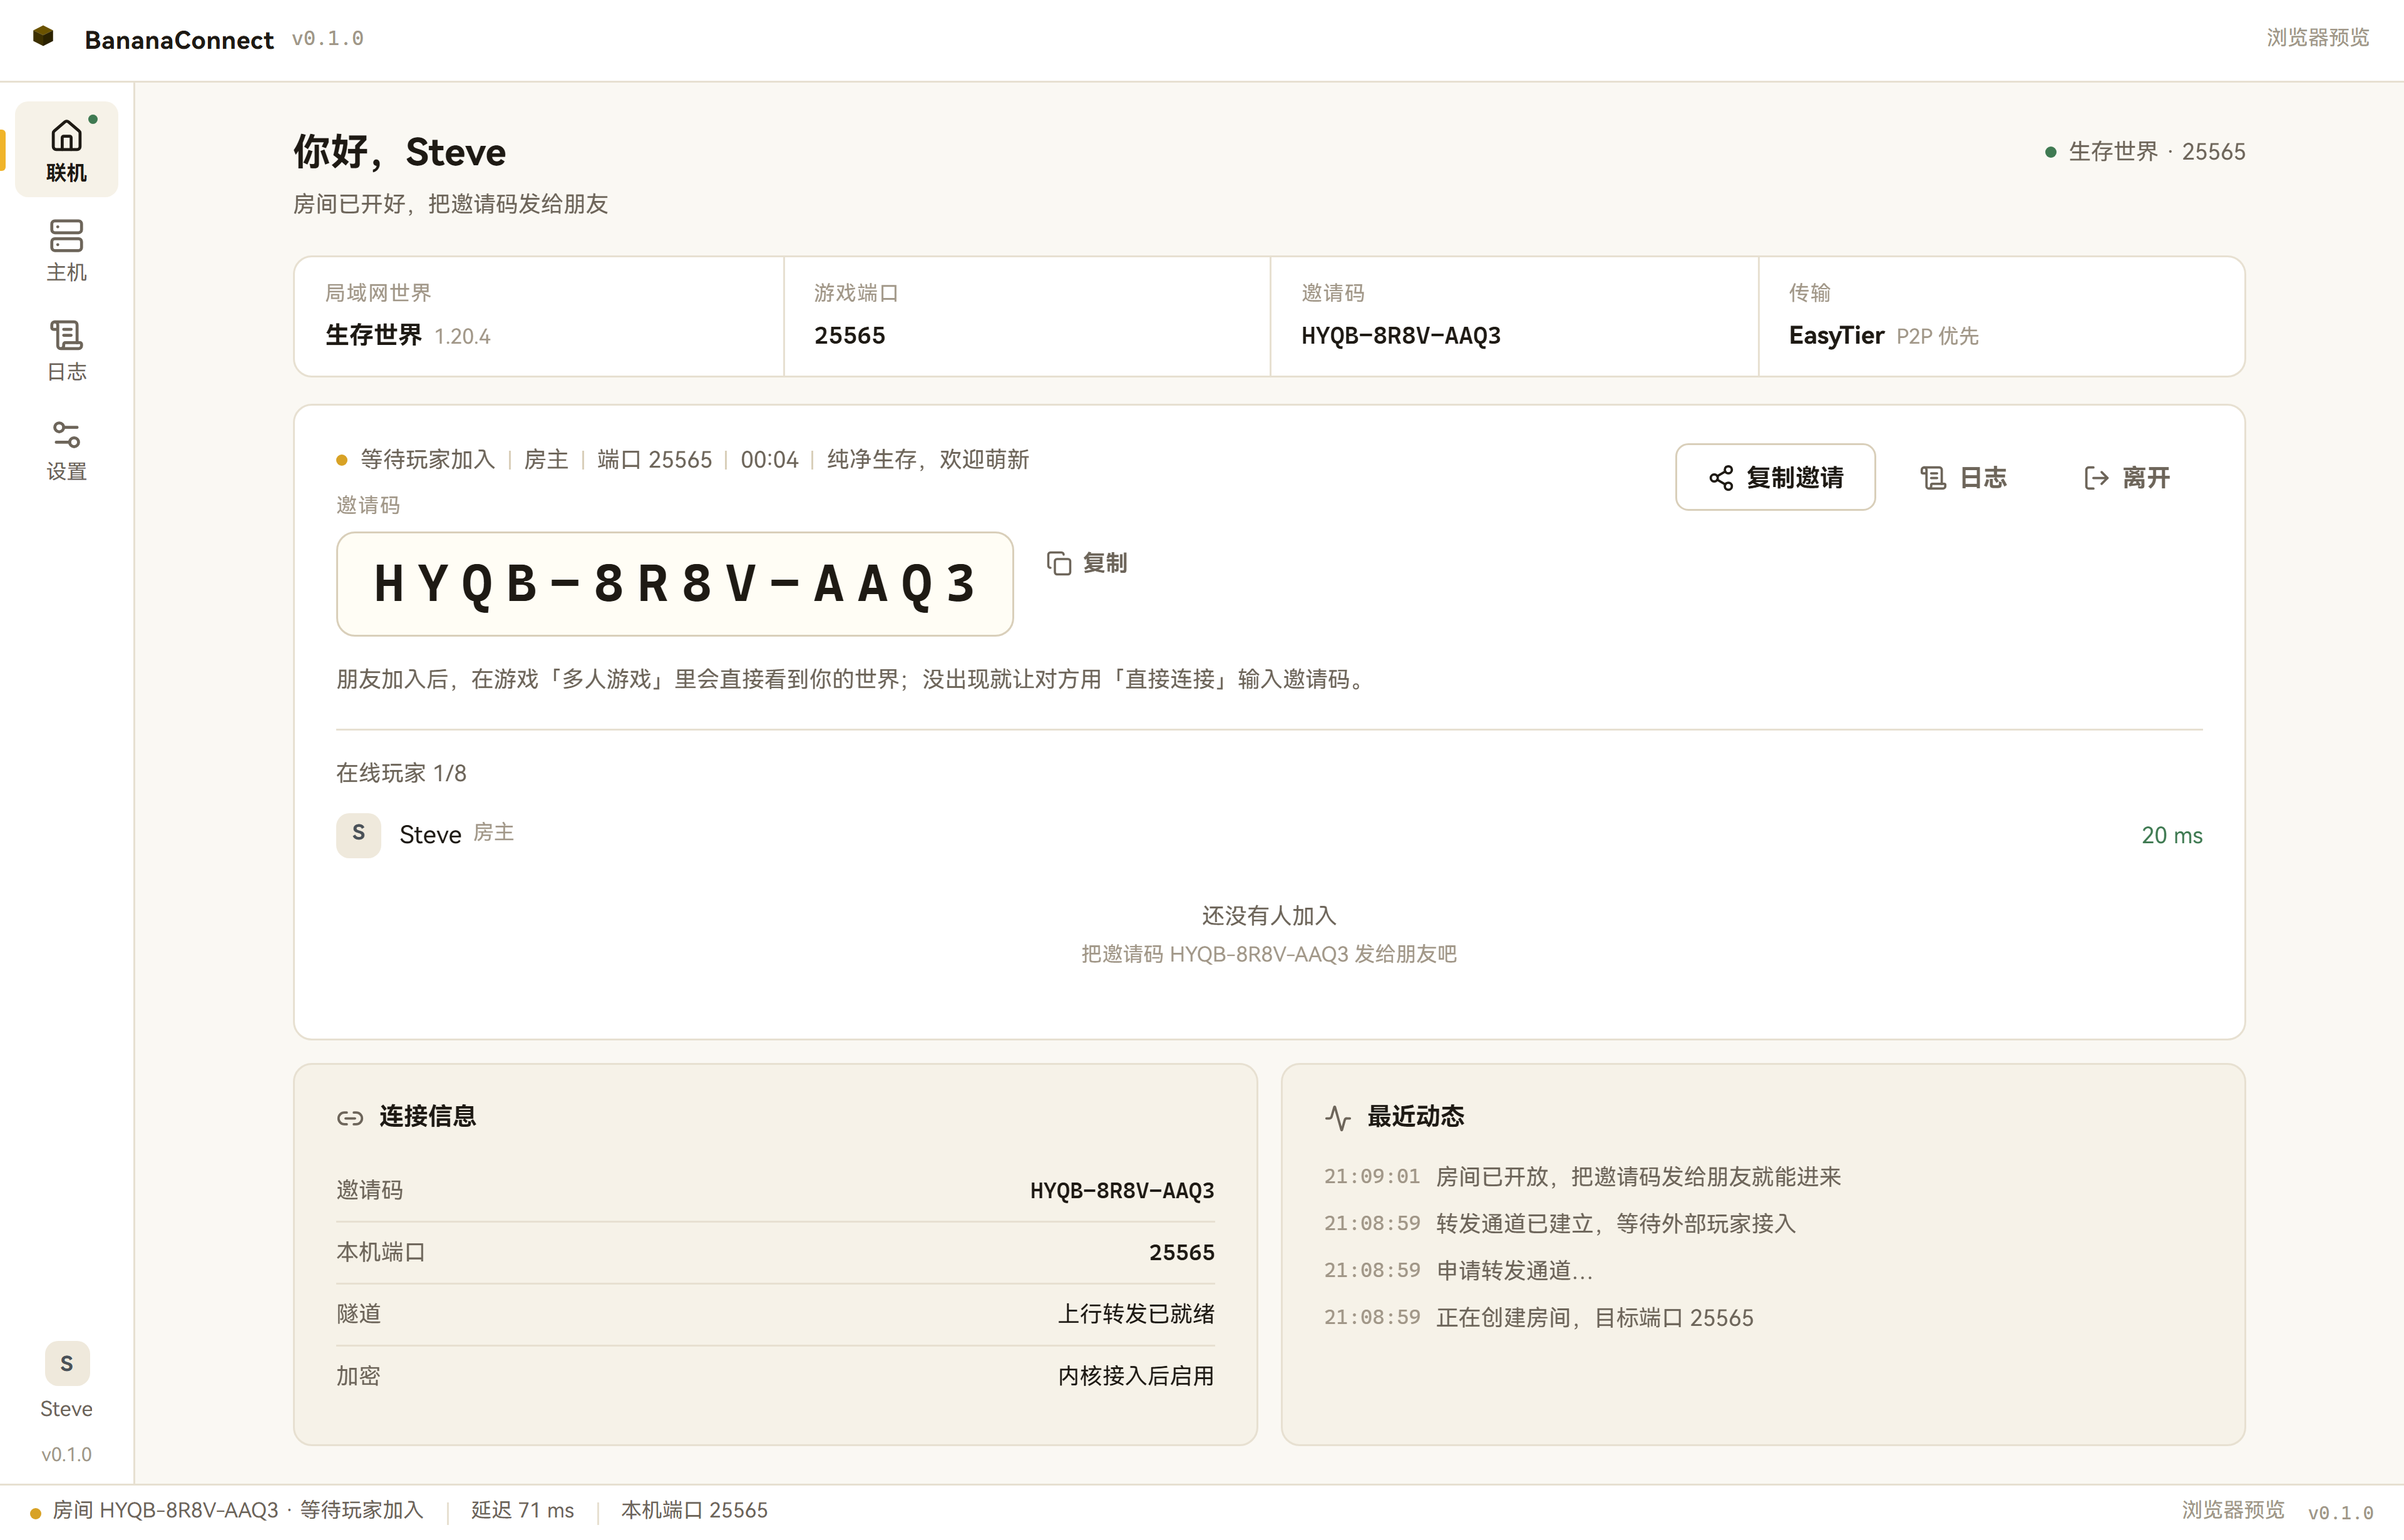 BananaConnect v0.1.0
浏览器预览
联机
主机
日志
设置
S
Steve
v0.1.0
你好，Steve
房间已开好，把邀请码发给朋友
生存世界 · 25565
局域网世界
生存世界 1.20.4
游戏端口
25565
邀请码
HYQB-8R8V-AAQ3
传输
EasyTier P2P 优先
等待玩家加入 | 房主 | 端口 25565 | 00:04 | 纯净生存，欢迎萌新
复制邀请
日志
离开
邀请码
HYQB-8R8V-AAQ3
复制
朋友加入后，在游戏「多人游戏」里会直接看到你的世界；没出现就让对方用「直接连接」输入邀请码。
在线玩家 1/8
S Steve 房主 20 ms
还没有人加入
把邀请码 HYQB-8R8V-AAQ3 发给朋友吧
连接信息
邀请码 HYQB-8R8V-AAQ3
本机端口 25565
隧道 上行转发已就绪
加密 内核接入后启用
最近动态
21:09:01 房间已开放，把邀请码发给朋友就能进来
21:08:59 转发通道已建立，等待外部玩家接入
21:08:59 申请转发通道...
21:08:59 正在创建房间，目标端口 25565
房间 HYQB-8R8V-AAQ3 · 等待玩家加入 | 延迟 71 ms | 本机端口 25565
浏览器预览 v0.1.0